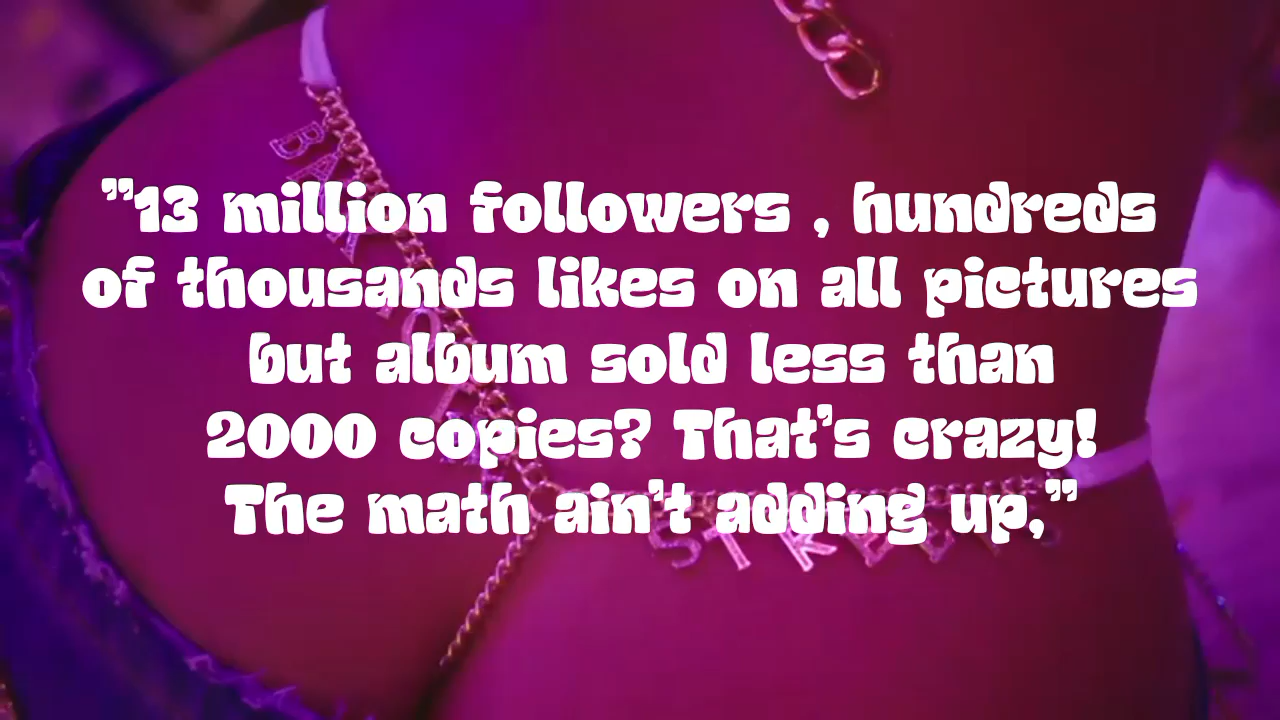 "13 million followers , hundreds
of thousands likes on all pictures
but album sold less than
2000 copies? That's crazy!
The math ain't adding up,"
STREETS